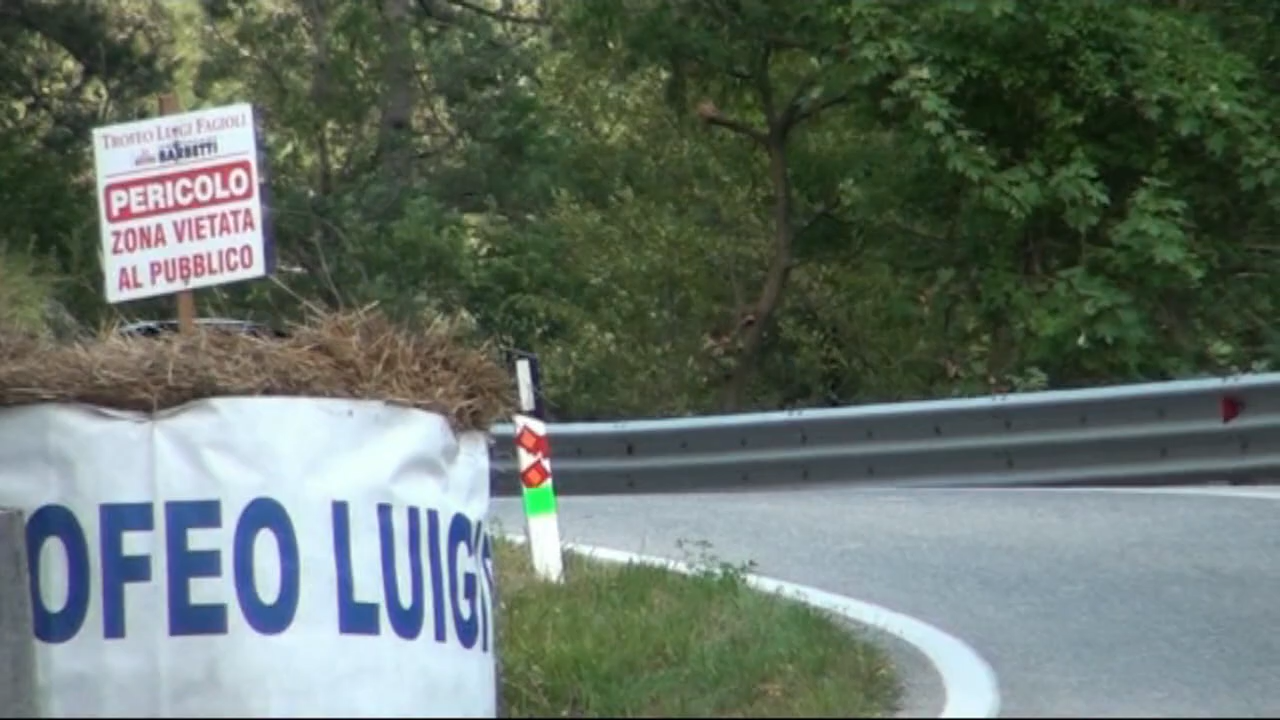 TROFEO LUIGI FAGIOLI
BARBETTI
PERICOLO
ZONA VIETATA
AL PUBBLICO
OFEO LUIGI